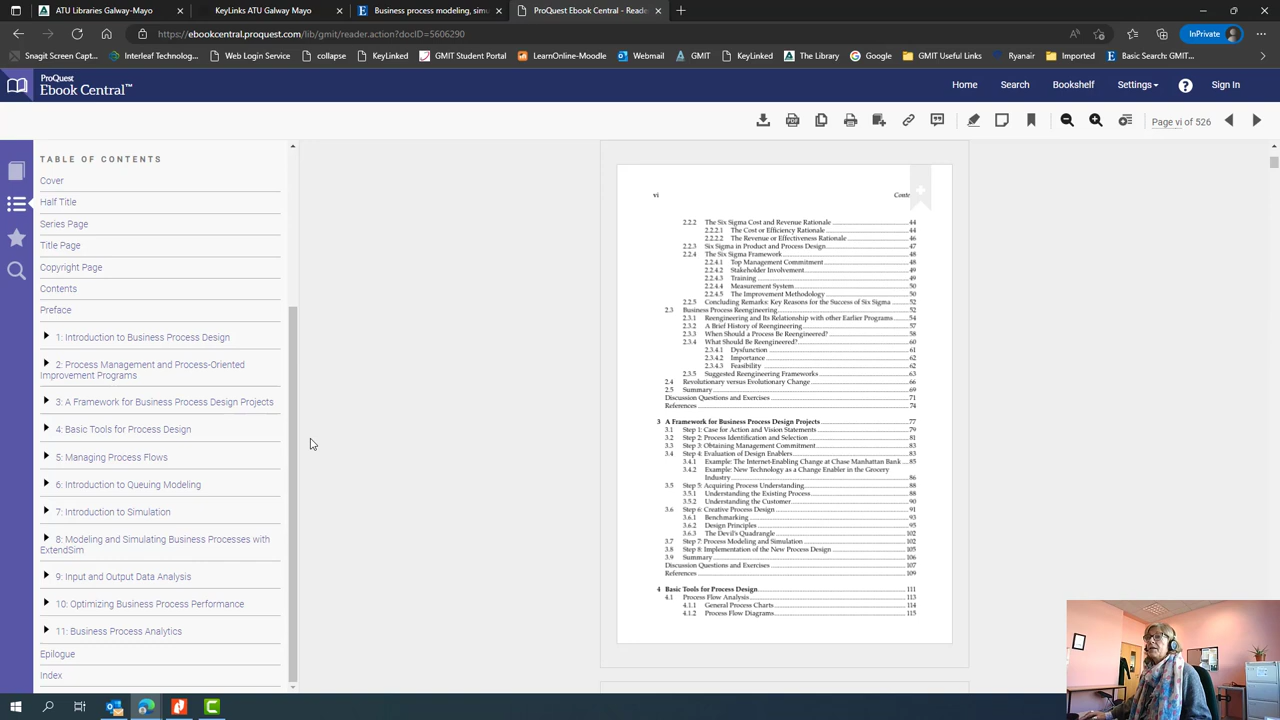 ATU Libraries Galway-Mayo
KeyLinks ATU Galway Mayo
Business process modeling, simu
ProQuest Ebook Central - Reade
https://ebookcentral.proquest.com/lib/gmit/reader.action?docID=5606290
InPrivate
Snagit Screen Capt...
Interleaf Technolog...
Web Login Service
collapse
KeyLinks
GMIT Student Portal
LearnOnline-Moodle
Webmail
GMIT
The Library
Google
GMIT Useful Links
Ryanair
Imported
Basic Search: GMIT...
ProQuest
Ebook Central™
Home
Search
Bookshelf
Settings
Sign In
Page vi of 526
TABLE OF CONTENTS
Cover
Half Title
Series Page
Title Page
Copyright Page
Contents
Preface
1: Introduction to Business Process Design
2: Process Management and Process-Oriented
Improvement Programs
3: A Framework for Business Process Design Projects
4: Basic Tools for Process Design
5: Managing Process Flows
6: Introduction to Queuing Modeling
7: Introduction to Simulation
8: Modeling and Simulating Business Processes with
ExtendSim
9: Input and Output Data Analysis
10: Optimizing Business Process Performance
11: Business Process Analytics
Epilogue
Index
vi Conte
2.2.2 The Six Sigma Cost and Revenue Rationale 44
2.2.2.1 The Cost or Efficiency Rationale 44
2.2.2.2 The Revenue or Effectiveness Rationale 46
2.2.3 Six Sigma in Product and Process Design 47
2.2.4 The Six Sigma Framework 48
2.2.4.1 Top Management Commitment 48
2.2.4.2 Stakeholder Involvement 49
2.2.4.3 Training 49
2.2.4.4 Measurement System 50
2.2.4.5 The Improvement Methodology 50
2.2.5 Concluding Remarks: Key Reasons for the Success of Six Sigma 52
2.3 Business Process Reengineering 52
2.3.1 Reengineering and Its Relationship with other Earlier Programs 54
2.3.2 A Brief History of Reengineering 57
2.3.3 When Should a Process Be Reengineered? 58
2.3.4 What Should Be Reengineered? 60
2.3.4.1 Dysfunction 61
2.3.4.2 Importance 62
2.3.4.3 Feasibility 62
2.3.5 Suggested Reengineering Frameworks 63
2.4 Revolutionary versus Evolutionary Change 66
2.5 Summary 69
Discussion Questions and Exercises 71
References 74
3 A Framework for Business Process Design Projects 77
3.1 Step 1: Case for Action and Vision Statements 79
3.2 Step 2: Process Identification and Selection 81
3.3 Step 3: Obtaining Management Commitment 83
3.4 Step 4: Evaluation of Design Enablers 83
3.4.1 Example: The Internet-Enabling Change at Chase Manhattan Bank 85
3.4.2 Example: New Technology as a Change Enabler in the Grocery
Industry 86
3.5 Step 5: Acquiring Process Understanding 88
3.5.1 Understanding the Existing Process 88
3.5.2 Understanding the Customer 90
3.6 Step 6: Creative Process Design 91
3.6.1 Benchmarking 93
3.6.2 Design Principles 95
3.6.3 The Devil's Quadrangle 102
3.7 Step 7: Process Modeling and Simulation 102
3.8 Step 8: Implementation of the New Process Design 105
3.9 Summary 106
Discussion Questions and Exercises 107
References 109
4 Basic Tools for Process Design 111
4.1 Process Flow Analysis 113
4.1.1 General Process Charts 114
4.1.2 Process Flow Diagrams 115